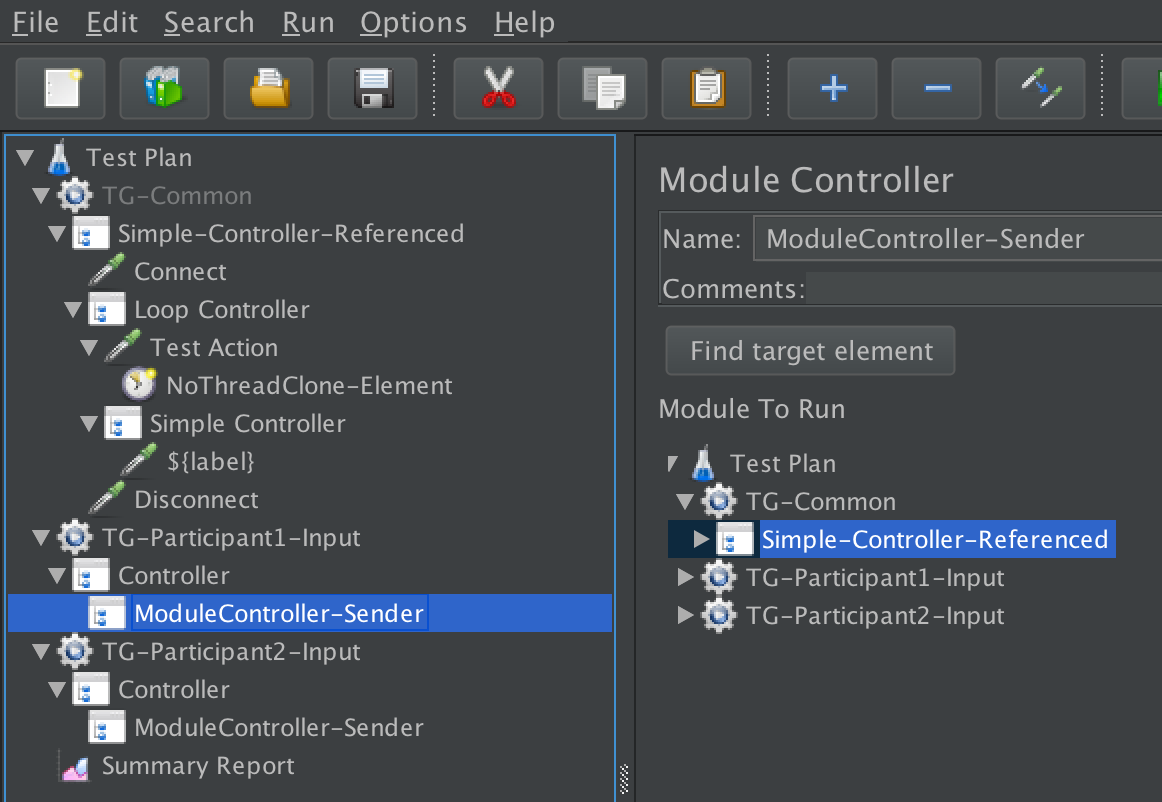 File Edit Search Run Options Help
Test Plan
TG-Common
Simple-Controller-Referenced
Connect
Loop Controller
Test Action
NoThreadClone-Element
Simple Controller
${label}
Disconnect
TG-Participant1-Input
Controller
ModuleController-Sender
TG-Participant2-Input
Controller
ModuleController-Sender
Summary Report
Module Controller
Name: ModuleController-Sender
Comments:
Find target element
Module To Run
Test Plan
TG-Common
Simple-Controller-Referenced
TG-Participant1-Input
TG-Participant2-Input